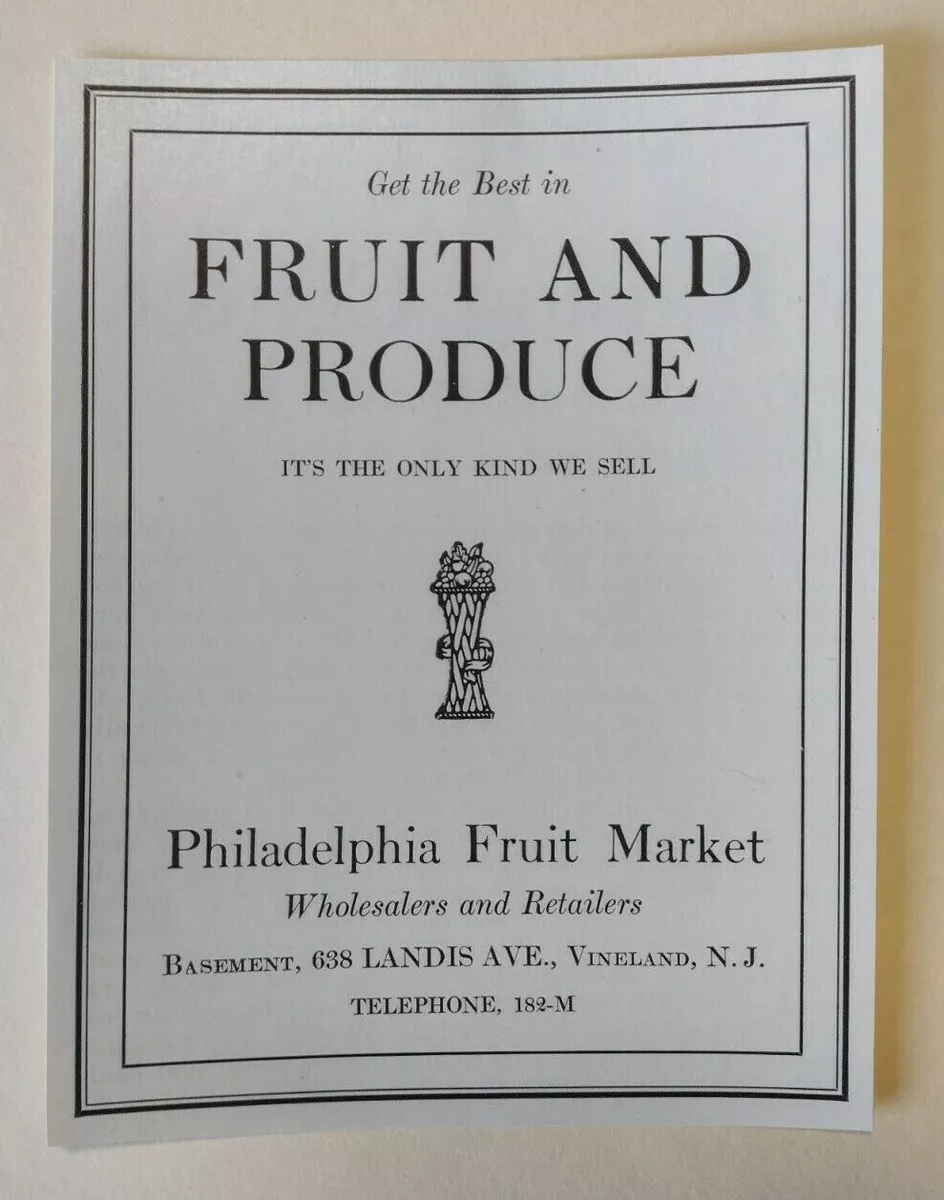 Get the Best in
FRUIT AND
PRODUCE
IT'S THE ONLY KIND WE SELL
Philadelphia Fruit Market
Wholesalers and Retailers
BASEMENT, 638 LANDIS AVE., VINELAND, N. J.
TELEPHONE, 182-M